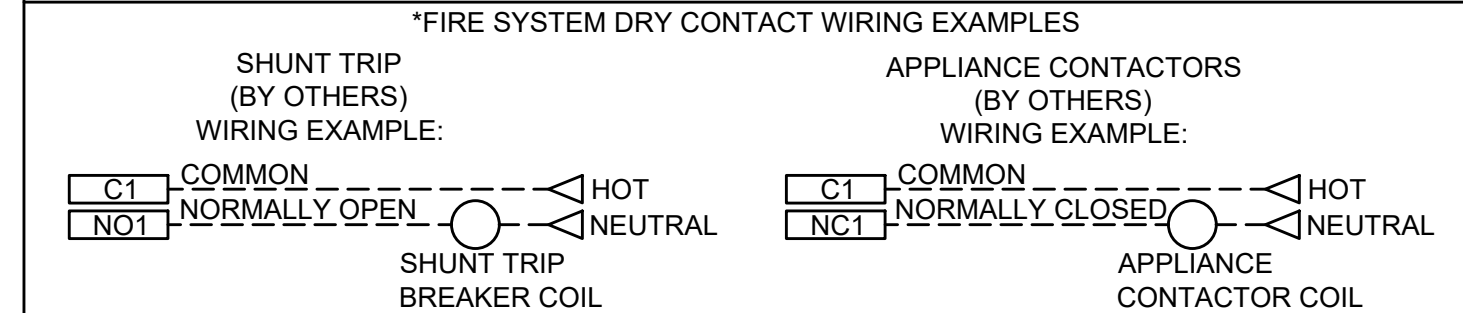 *FIRE SYSTEM DRY CONTACT WIRING EXAMPLES
SHUNT TRIP
(BY OTHERS)
WIRING EXAMPLE:
C1 COMMON HOT
NO1 NORMALLY OPEN NEUTRAL
SHUNT TRIP
BREAKER COIL
APPLIANCE CONTACTORS
(BY OTHERS)
WIRING EXAMPLE:
C1 COMMON HOT
NC1 NORMALLY CLOSED NEUTRAL
APPLIANCE
CONTACTOR COIL